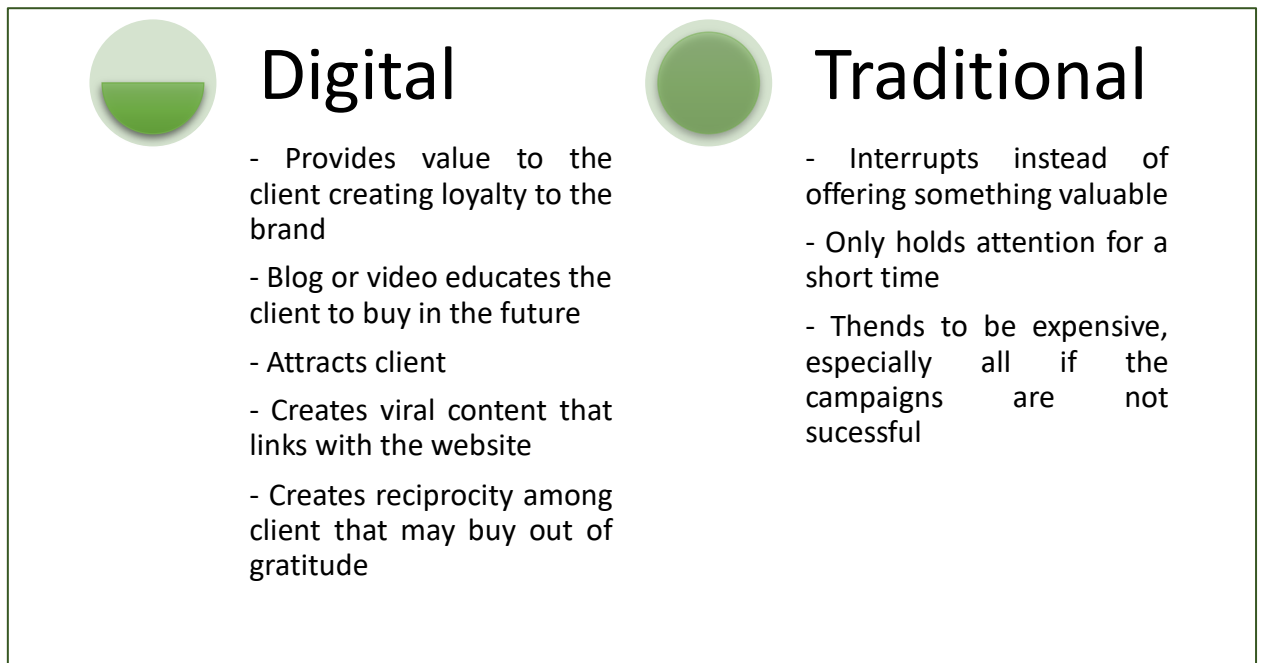 Digital
- Provides value to the
client creating loyalty to the
brand
- Blog or video educates the
client to buy in the future
- Attracts client
- Creates viral content that
links with the website
- Creates reciprocity among
client that may buy out of
gratitude
Traditional
- Interrupts instead of
offering something valuable
- Only holds attention for a
short time
- Thends to be expensive,
especially all if the
campaigns are not
sucessful